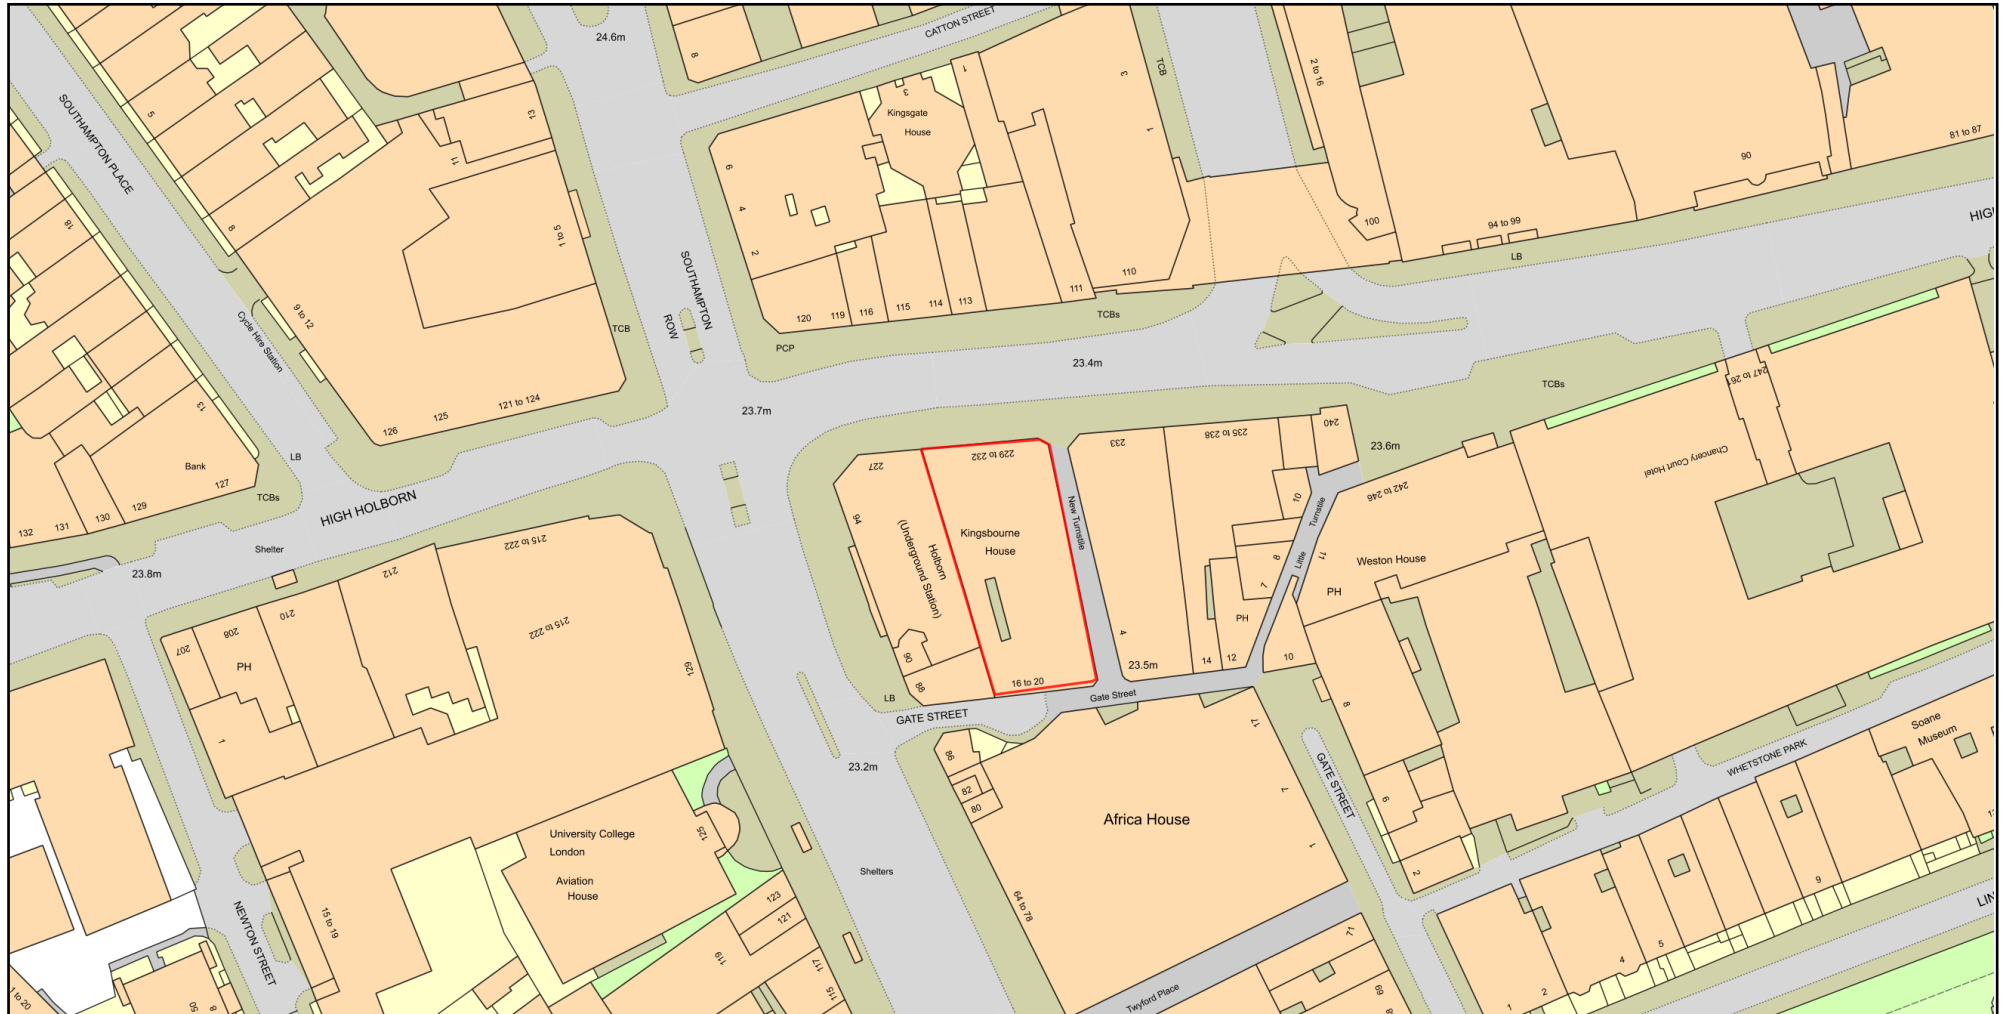 24.6m
CATTON STREET
8
TCB
2 to 16
5
SOUTHAMPTON PLACE
13
11
3
Kingsgate
House
1
3
1
81 to 87
90
18
8
6
4
2
1 to 5
100
94 to 99
HIG
LB
SOUTHAMPTON
ROW
110
111
9 to 12
Cycle Hire Station
TCB
120
119
116
115
114
113
TCBs
PCP
23.4m
TCBs
247 to 261
13
126
125
121 to 124
23.7m
Bank
LB
127
TCBs
129
130
131
132
227
229 to 232
233
235 to 238
240
23.6m
Chancery Court Hotel
HIGH HOLBORN
94
Holborn
(Underground Station)
Kingsbourne
House
New Turnstile
10
Little
Turnstile
242 to 246
11
Weston House
PH
8
7
PH
Shelter
23.8m
215 to 222
212
210
208
207
PH
215 to 222
129
90
88
16 to 20
4
23.5m
14
12
10
LB
GATE STREET
Gate Street
1
17
8
GATE STREET
WHETSTONE PARK
Soane
Museum
86
82
80
23.2m
7
1
6
2
Africa House
University College
London
Aviation
House
125
Shelters
123
121
119
117
115
64 to 78
15 to 19
NEWTON STREET
71
69
Twyford Place
9
5
4
2
1
LIN
1 to 20
50
8